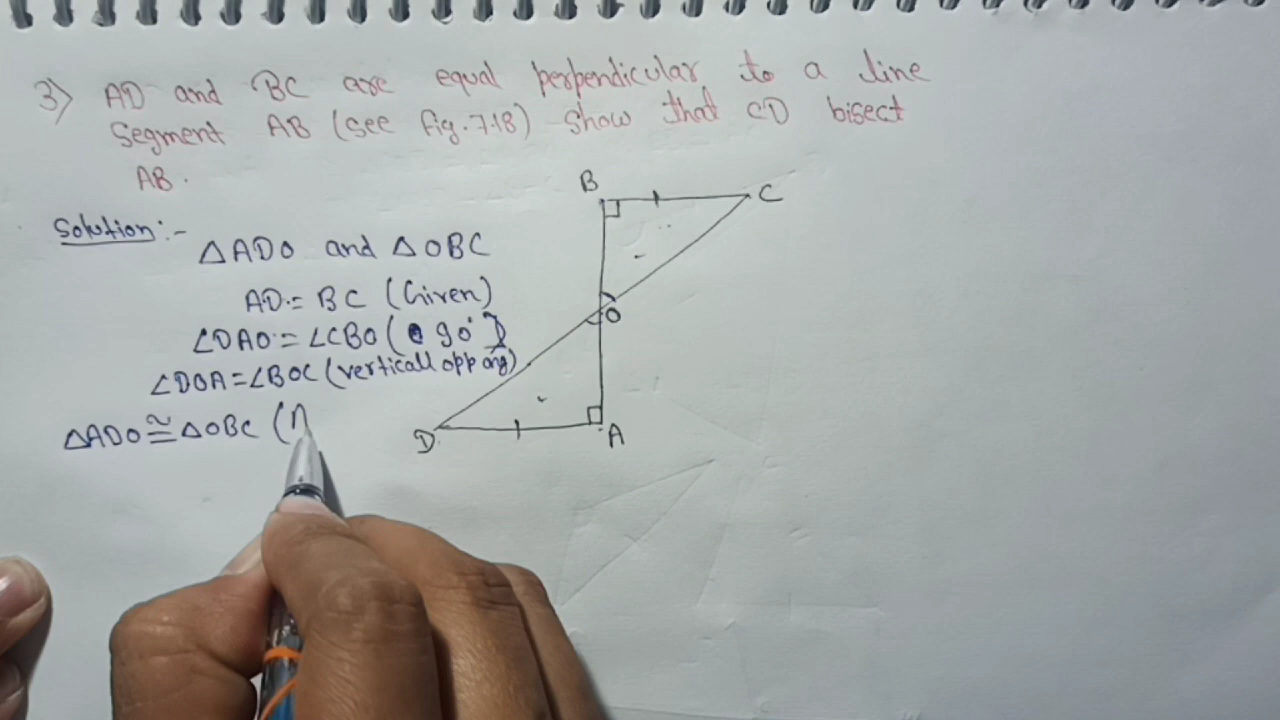 3) AD and BC are equal perpendicular to a line
Segment AB (see fig. 7.18) show that CD bisect
AB.
Solution:-
△ADO and △OBC
AD = BC (Given)
∠DAO = ∠CBO ( 90°)
∠DOA = ∠BOC (verticall opp ang)
△ADO ≅ △OBC (
B
C
O
D
A